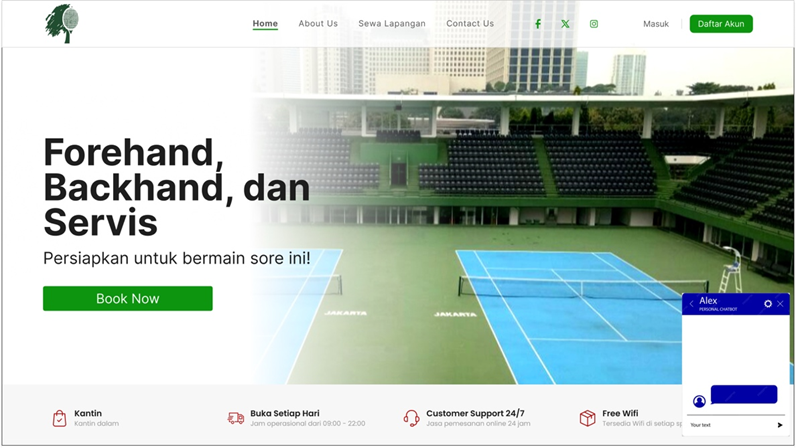 Home About Us Sewa Lapangan Contact Us Masuk Daftar Akun
Forehand,
Backhand, dan
Servis
Persiapkan untuk bermain sore ini!
Book Now
JAKARTA JAKARTA
Alex
PERSONAL CHATBOT
Your text
Kantin
Kantin dalam
Buka Setiap Hari
Jam operasional dari 09:00 - 22:00
Customer Support 24/7
Jasa pemesanan online 24 jam
Free Wifi
Tersedia Wifi di setiap